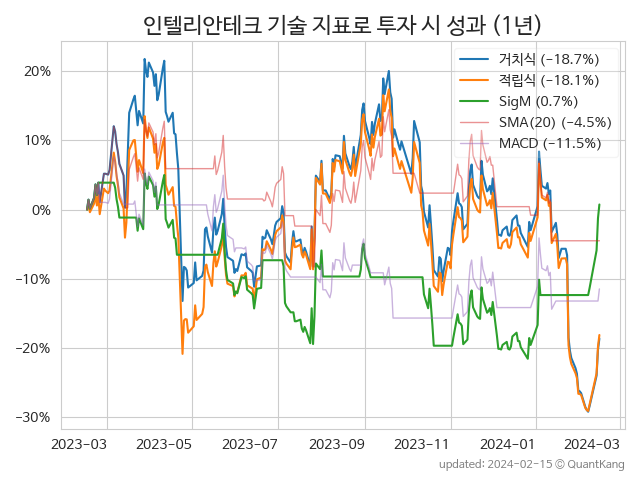 인텔리안테크 기술 지표로 투자 시 성과 (1년)
거치식 (−18.7%)
적립식 (−18.1%)
SigM (0.7%)
SMA(20) (−4.5%)
MACD (−11.5%)
20%
10%
0%
−10%
−20%
−30%
2023−03 2023−05 2023−07 2023−09 2023−11 2024−01 2024−03
updated: 2024−02−15 © QuantKang